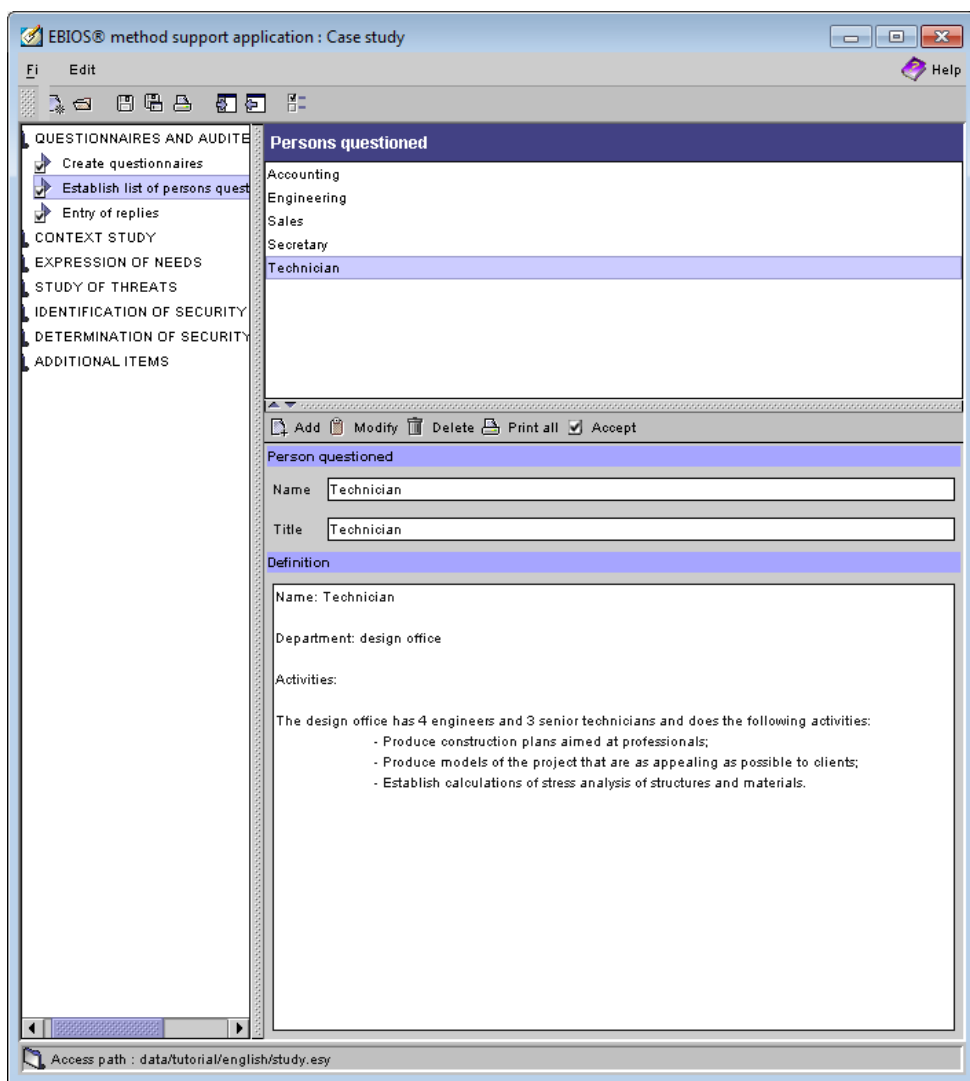 EBIOS® method support application : Case study
Fi Edit Help
QUESTIONNAIRES AND AUDITE
Create questionnaires
Establish list of persons quest
Entry of replies
CONTEXT STUDY
EXPRESSION OF NEEDS
STUDY OF THREATS
IDENTIFICATION OF SECURITY
DETERMINATION OF SECURITY
ADDITIONAL ITEMS
Persons questioned
Accounting
Engineering
Sales
Secretary
Technician
Add Modify Delete Print all Accept
Person questioned
Name Technician
Title Technician
Definition
Name: Technician
Department: design office
Activities:
The design office has 4 engineers and 3 senior technicians and does the following activities:
- Produce construction plans aimed at professionals;
- Produce models of the project that are as appealing as possible to clients;
- Establish calculations of stress analysis of structures and materials.
Access path : data/tutorial/english/study.esy